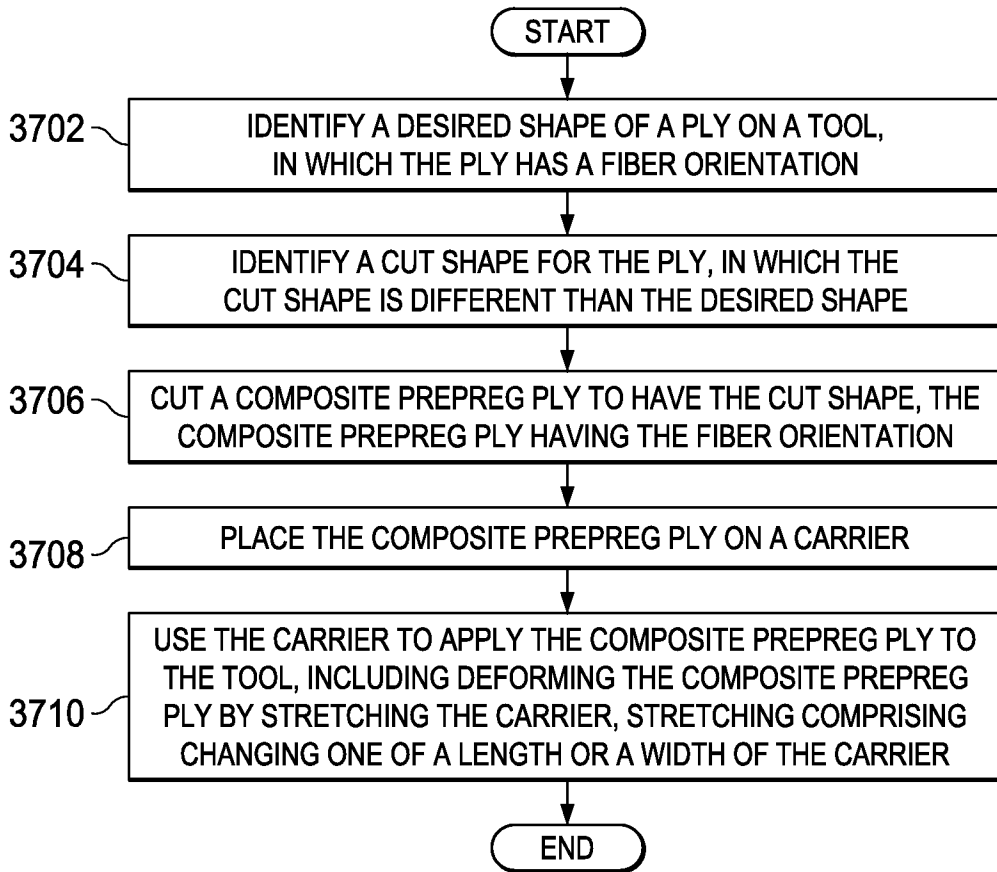 START
3702
IDENTIFY A DESIRED SHAPE OF A PLY ON A TOOL,
IN WHICH THE PLY HAS A FIBER ORIENTATION
3704
IDENTIFY A CUT SHAPE FOR THE PLY, IN WHICH THE
CUT SHAPE IS DIFFERENT THAN THE DESIRED SHAPE
3706
CUT A COMPOSITE PREPREG PLY TO HAVE THE CUT SHAPE, THE
COMPOSITE PREPREG PLY HAVING THE FIBER ORIENTATION
3708
PLACE THE COMPOSITE PREPREG PLY ON A CARRIER
3710
USE THE CARRIER TO APPLY THE COMPOSITE PREPREG PLY TO
THE TOOL, INCLUDING DEFORMING THE COMPOSITE PREPREG
PLY BY STRETCHING THE CARRIER, STRETCHING COMPRISING
CHANGING ONE OF A LENGTH OR A WIDTH OF THE CARRIER
END